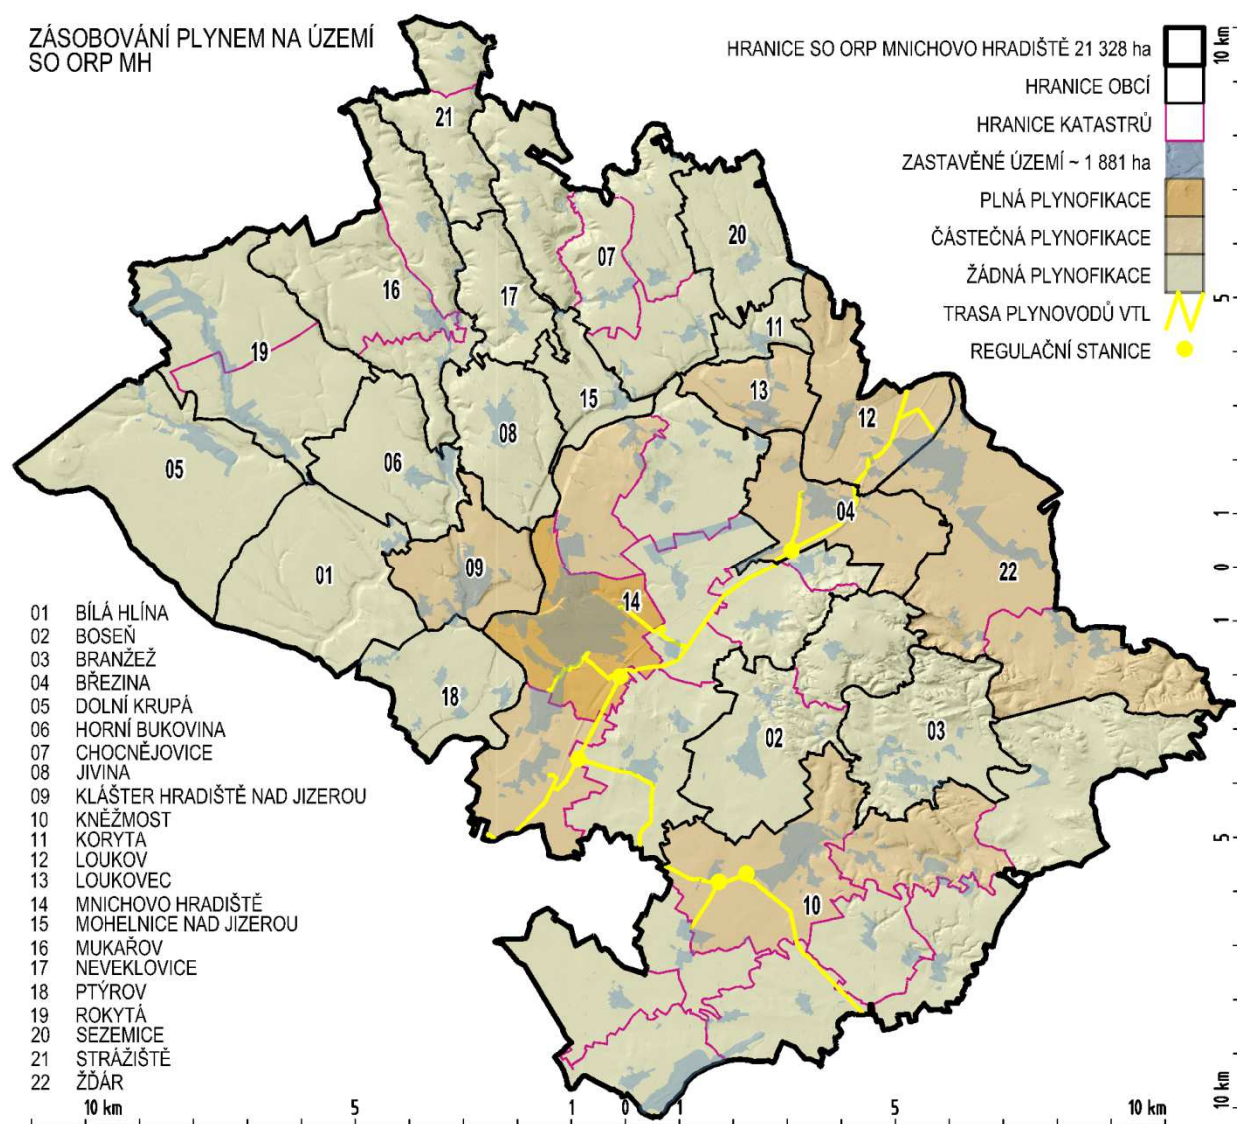 ZÁSOBOVÁNÍ PLYNEM NA ÚZEMÍ
SO ORP MH
HRANICE SO ORP MNICHOVO HRADIŠTĚ 21 328 ha
HRANICE OBCÍ
HRANICE KATASTRŮ
ZASTAVĚNÉ ÚZEMÍ ~ 1 881 ha
PLNÁ PLYNOFIKACE
ČÁSTEČNÁ PLYNOFIKACE
ŽÁDNÁ PLYNOFIKACE
TRASA PLYNOVODŮ VTL
REGULAČNÍ STANICE
10 km
5
1
0
1
5
10 km
21
20
07
16
17
11
19
13
15
12
08
05
06
04
09
01
22
14
18
02
03
10
01 BÍLÁ HLÍNA
02 BOSEŇ
03 BRANŽEŽ
04 BŘEZINA
05 DOLNÍ KRUPÁ
06 HORNÍ BUKOVINA
07 CHOCNĚJOVICE
08 JIVINA
09 KLÁŠTER HRADIŠTĚ NAD JIZEROU
10 KNĚŽMOST
11 KORYTA
12 LOUKOV
13 LOUKOVEC
14 MNICHOVO HRADIŠTĚ
15 MOHELNICE NAD JIZEROU
16 MUKAŘOV
17 NEVEKLOVICE
18 PTÝROV
19 ROKYTÁ
20 SEZEMICE
21 STRÁŽIŠTĚ
22 ŽĎÁR
10 km 5 1 0 1 5 10 km